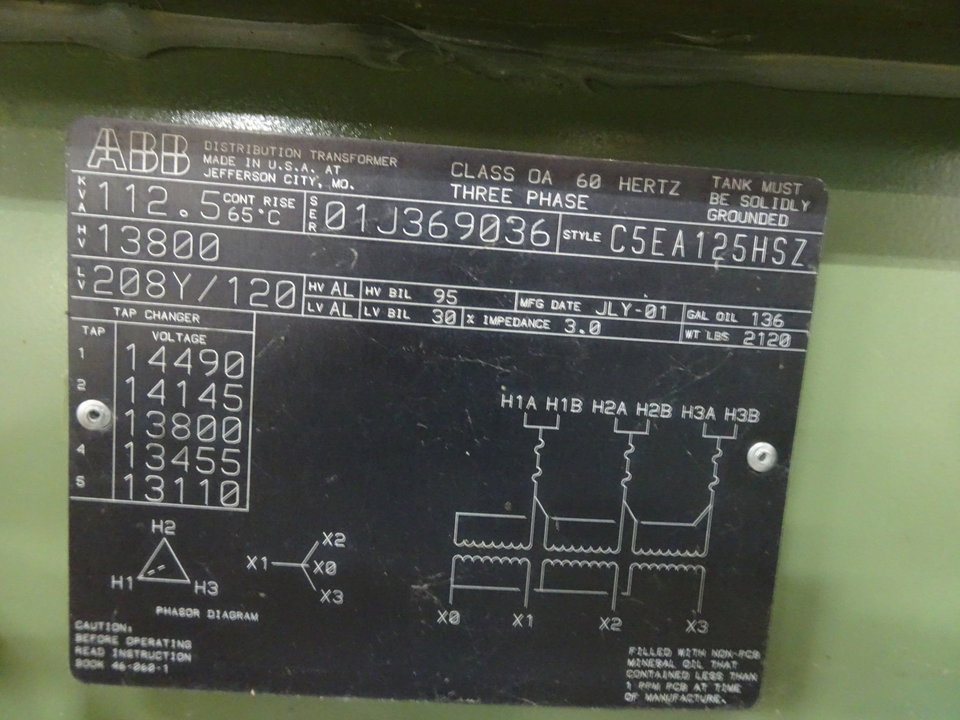 ABB DISTRIBUTION TRANSFORMER
MADE IN U.S.A. AT
JEFFERSON CITY, MO.
CLASS OA 60 HERTZ
THREE PHASE
TANK MUST
BE SOLIDLY
GROUNDED
KVA 112.5 CONT RISE 65°C
SER 01J369036
STYLE C5EA125HSZ
HV 13800
LV 208Y/120
HV AL HV BIL 95
LV AL LV BIL 30 % IMPEDANCE 3.0
MFG DATE JLY-01
GAL OIL 136
WT LBS 2120
TAP CHANGER
TAP VOLTAGE
1 14490
2 14145
13800
4 13455
5 13110
H1A H1B H2A H2B H3A H3B
H2
H1 H3
X1 X2
X0
X3
PHASOR DIAGRAM
X0 X1 X2 X3
CAUTION:
BEFORE OPERATING
READ INSTRUCTION
BOOK 46-060-1
FILLED WITH NON-PCB
MINERAL OIL THAT
CONTAINED LESS THAN
1 PPM PCB AT TIME
OF MANUFACTURE.